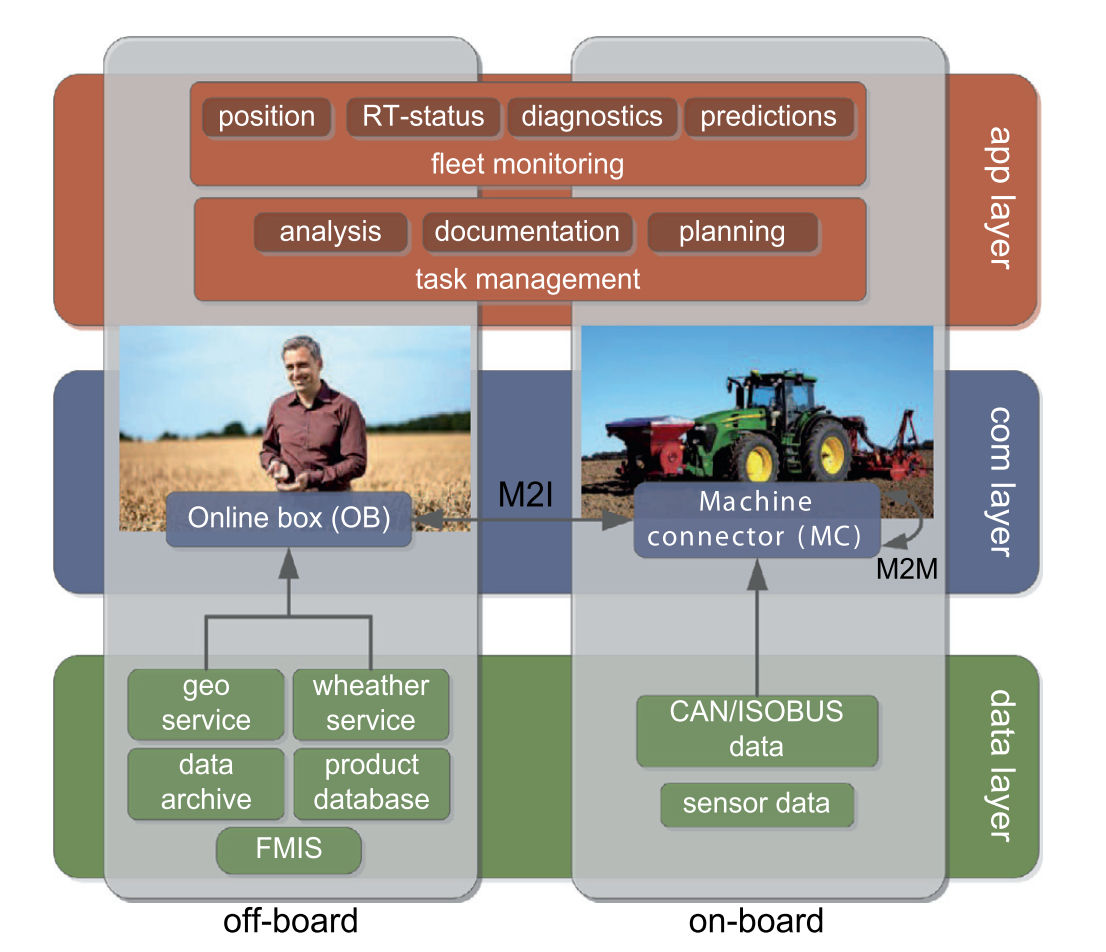 position
RT-status
diagnostics
predictions
fleet monitoring
analysis
documentation
planning
task management
app layer
Online box (OB)
M2I
Machine
connector (MC)
M2M
com layer
geo
service
wheather
service
data
archive
product
database
FMIS
CAN/ISOBUS
data
sensor data
data layer
off-board
on-board